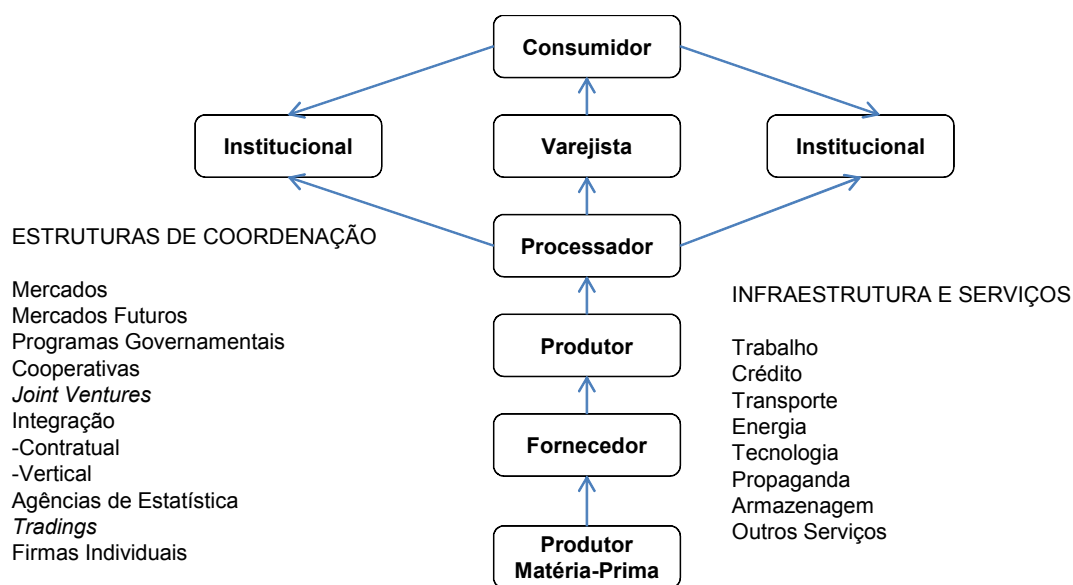 Consumidor
Institucional
Varejista
Institucional
ESTRUTURAS DE COORDENAÇÃO
Mercados
Mercados Futuros
Programas Governamentais
Cooperativas
Joint Ventures
Integração
-Contratual
-Vertical
Agências de Estatística
Tradings
Firmas Individuais
Processador
Produtor
Fornecedor
Produtor
Matéria-Prima
INFRAESTRUTURA E SERVIÇOS
Trabalho
Crédito
Transporte
Energia
Tecnologia
Propaganda
Armazenagem
Outros Serviços